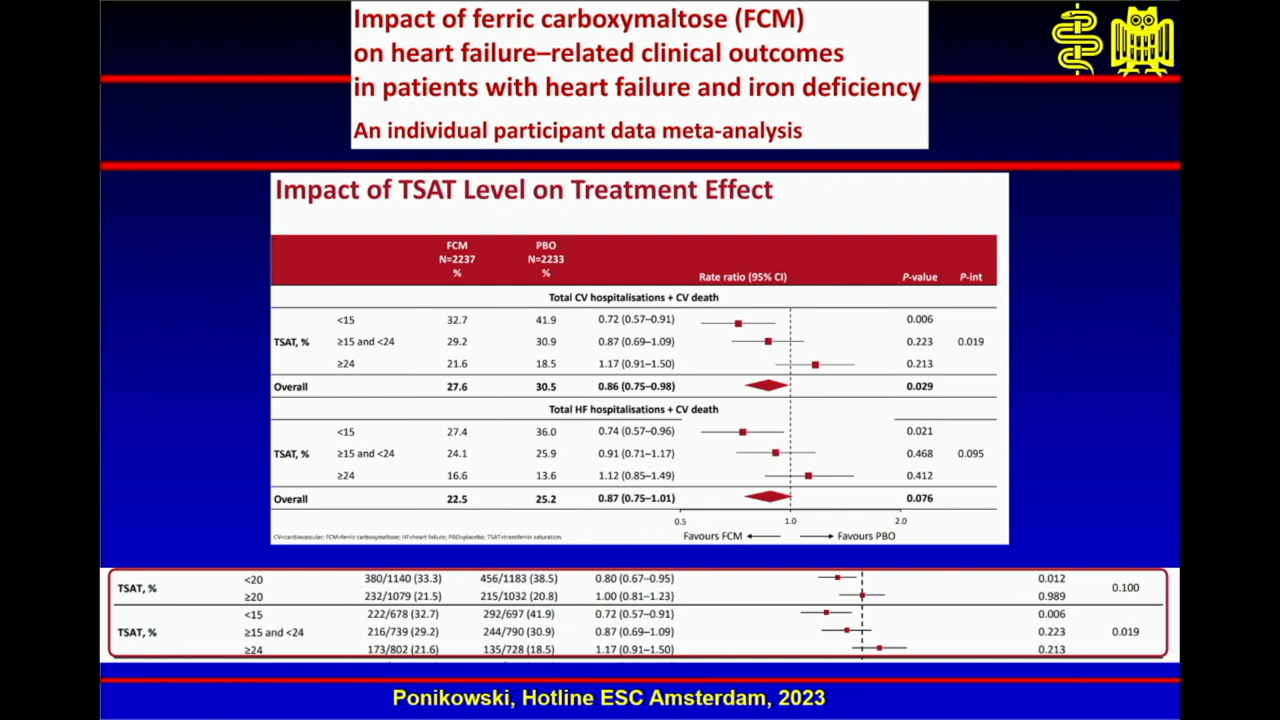 Impact of ferric carboxymaltose (FCM)
on heart failure–related clinical outcomes
in patients with heart failure and iron deficiency
An individual participant data meta-analysis
Impact of TSAT Level on Treatment Effect
FCM PBO
N=2237 N=2233
% % Rate ratio (95% CI) P-value P-int
Total CV hospitalisations + CV death
<15 32.7 41.9 0.72 (0.57–0.91) 0.006
TSAT, % ≥15 and <24 29.2 30.9 0.87 (0.69–1.09) 0.223 0.019
≥24 21.6 18.5 1.17 (0.91–1.50) 0.213
Overall 27.6 30.5 0.86 (0.75–0.98) 0.029
Total HF hospitalisations + CV death
<15 27.4 36.0 0.74 (0.57–0.96) 0.021
TSAT, % ≥15 and <24 24.1 25.9 0.91 (0.71–1.17) 0.468 0.095
≥24 16.6 13.6 1.12 (0.85–1.49) 0.412
Overall 22.5 25.2 0.87 (0.75–1.01) 0.076
0.5 1.0 2.0
Favours FCM Favours PBO
CV=cardiovascular; FCM=ferric carboxymaltose; HF=heart failure; PBO=placebo; TSAT=transferrin saturation.
<20 380/1140 (33.3) 456/1183 (38.5) 0.80 (0.67–0.95) 0.012
TSAT, % 0.100
≥20 232/1079 (21.5) 215/1032 (20.8) 1.00 (0.81–1.23) 0.989
<15 222/678 (32.7) 292/697 (41.9) 0.72 (0.57–0.91) 0.006
TSAT, % ≥15 and <24 216/739 (29.2) 244/790 (30.9) 0.87 (0.69–1.09) 0.223 0.019
≥24 173/802 (21.6) 135/728 (18.5) 1.17 (0.91–1.50) 0.213
Ponikowski, Hotline ESC Amsterdam, 2023